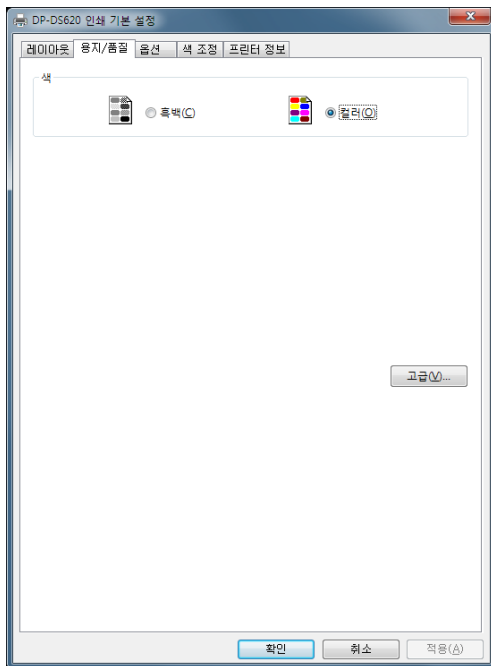 DP-DS620 인쇄 기본 설정
레이아웃 용지/품질 옵션 색 조정 프린터 정보
색
흑백(C) 컬러(O)
고급(V)...
확인 취소 적용(A)